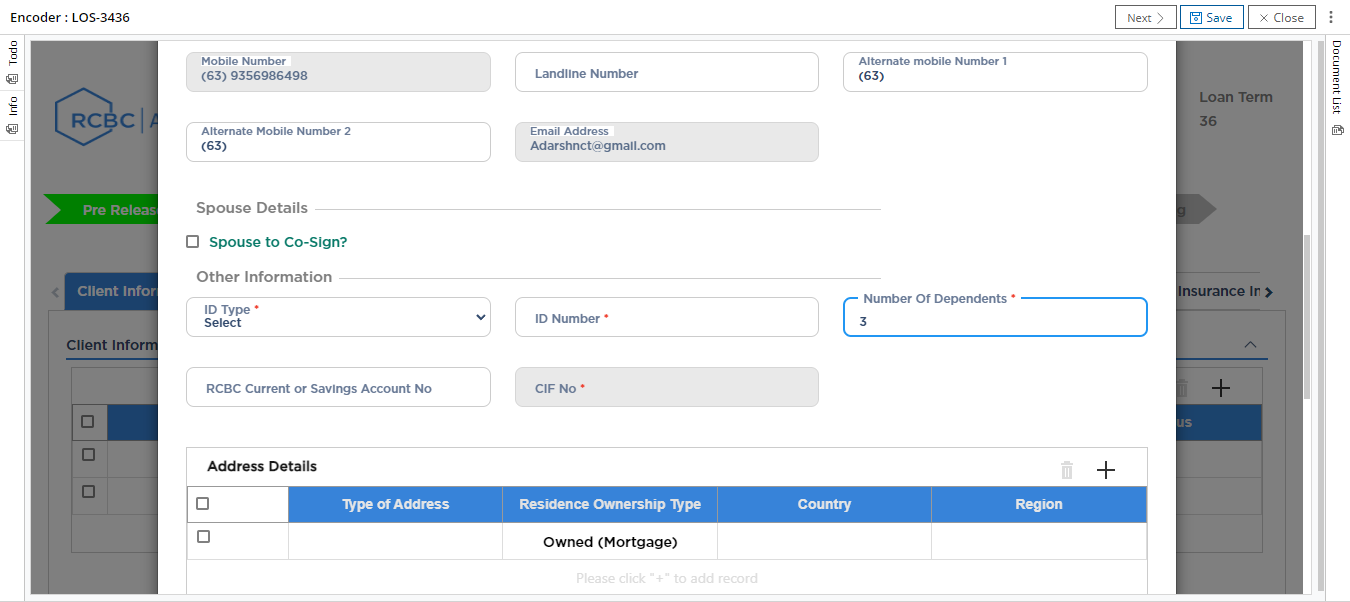 Encoder : LOS-3436
Next
Save
Close
Todo
Info
Document List
RCBC
Loan Term
36
Pre Releas
g
Client Infor
Insurance In
Client Inform
us
Mobile Number
(63) 9356986498
Landline Number
Alternate mobile Number 1
(63)
Alternate Mobile Number 2
(63)
Email Address
Adarshnct@gmail.com
Spouse Details
Spouse to Co-Sign?
Other Information
ID Type *
Select
ID Number *
Number Of Dependents *
3
RCBC Current or Savings Account No
CIF No *
Address Details
Type of Address Residence Ownership Type Country Region
Owned (Mortgage)
Please click "+" to add record